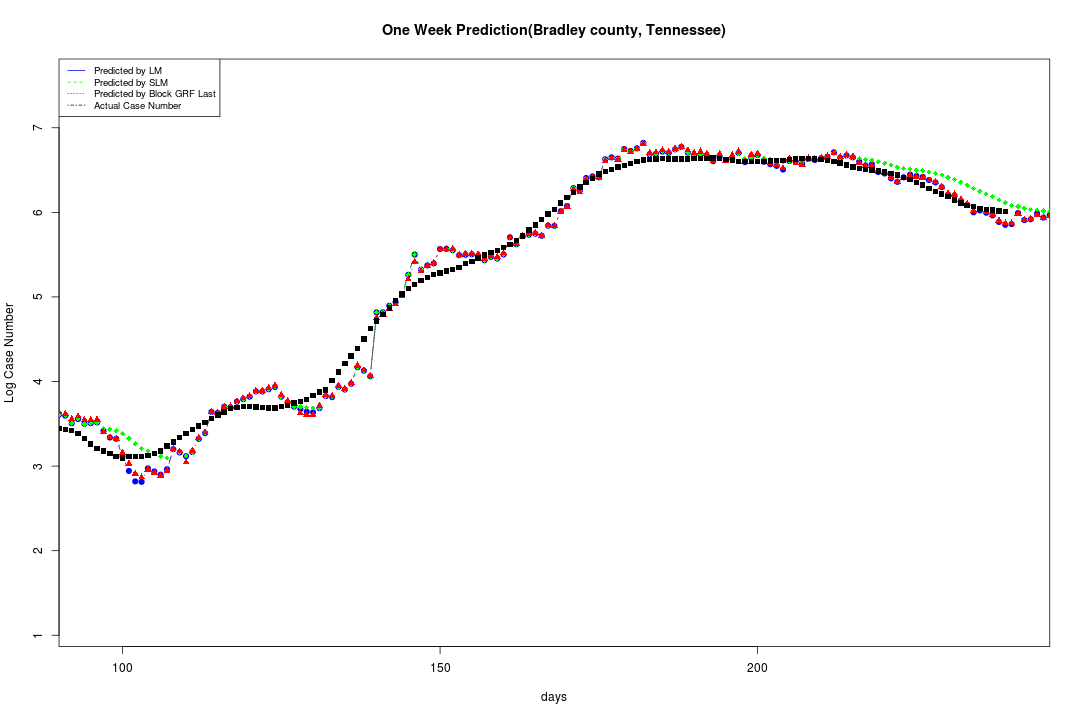 One Week Prediction(Bradley county, Tennessee)
Predicted by LM
Predicted by SLM
Predicted by Block GRF Last
Actual Case Number
7
6
5
4
3
2
1
Log Case Number
100 150 200
days